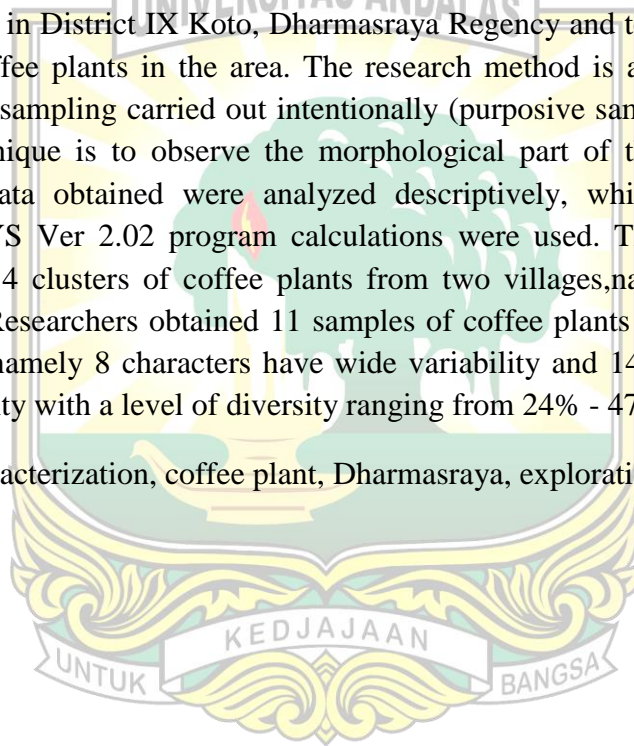 UNIVERSITAS ANDALAS
in District IX Koto, Dharmasraya Regency and t
ffee plants in the area. The research method is a
sampling carried out intentionally (purposive sam
nique is to observe the morphological part of t
ata obtained were analyzed descriptively, whi
YS Ver 2.02 program calculations were used. T
4 clusters of coffee plants from two villages,na
Researchers obtained 11 samples of coffee plants
namely 8 characters have wide variability and 14
ity with a level of diversity ranging from 24% - 47
acterization, coffee plant, Dharmasraya, explorati
UNTUK KEDJAJAAN BANGSA